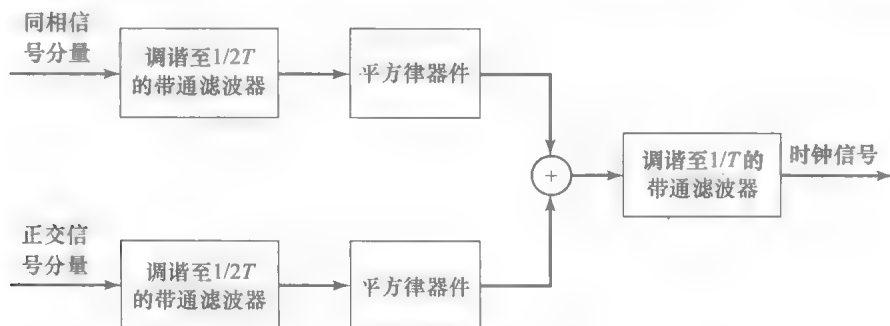 同相信
号分量
调谐至1/2T
的带通滤波器
平方律器件
+
调谐至1/T的
带通滤波器
时钟信号
正交信
号分量
调谐至1/2T
的带通滤波器
平方律器件